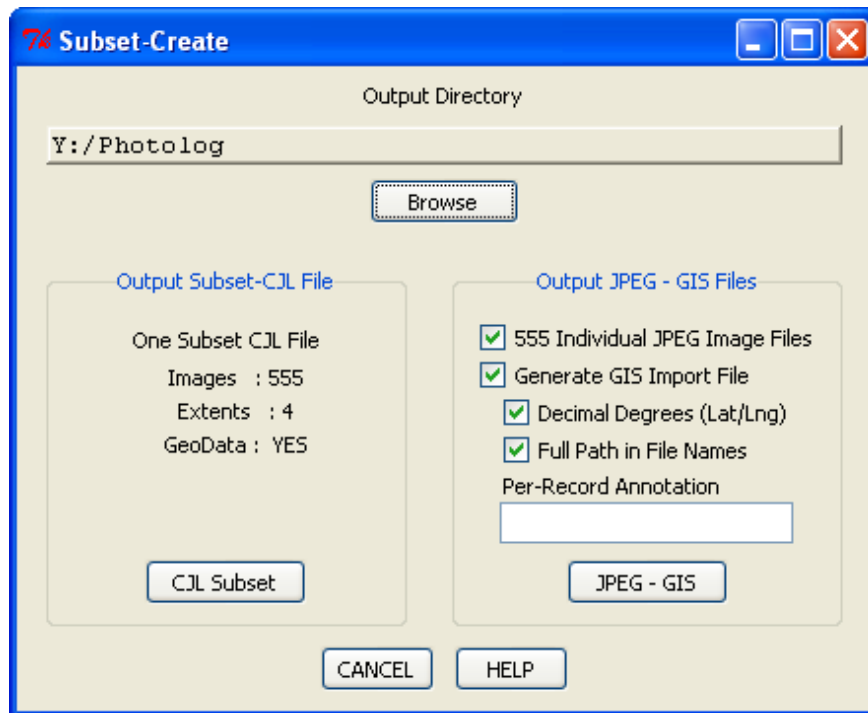 Subset-Create
Output Directory
Y:/Photolog
Browse
Output Subset-CJL File
One Subset CJL File
Images : 555
Extents : 4
GeoData : YES
CJL Subset
Output JPEG - GIS Files
555 Individual JPEG Image Files
Generate GIS Import File
Decimal Degrees (Lat/Lng)
Full Path in File Names
Per-Record Annotation
JPEG - GIS
CANCEL
HELP